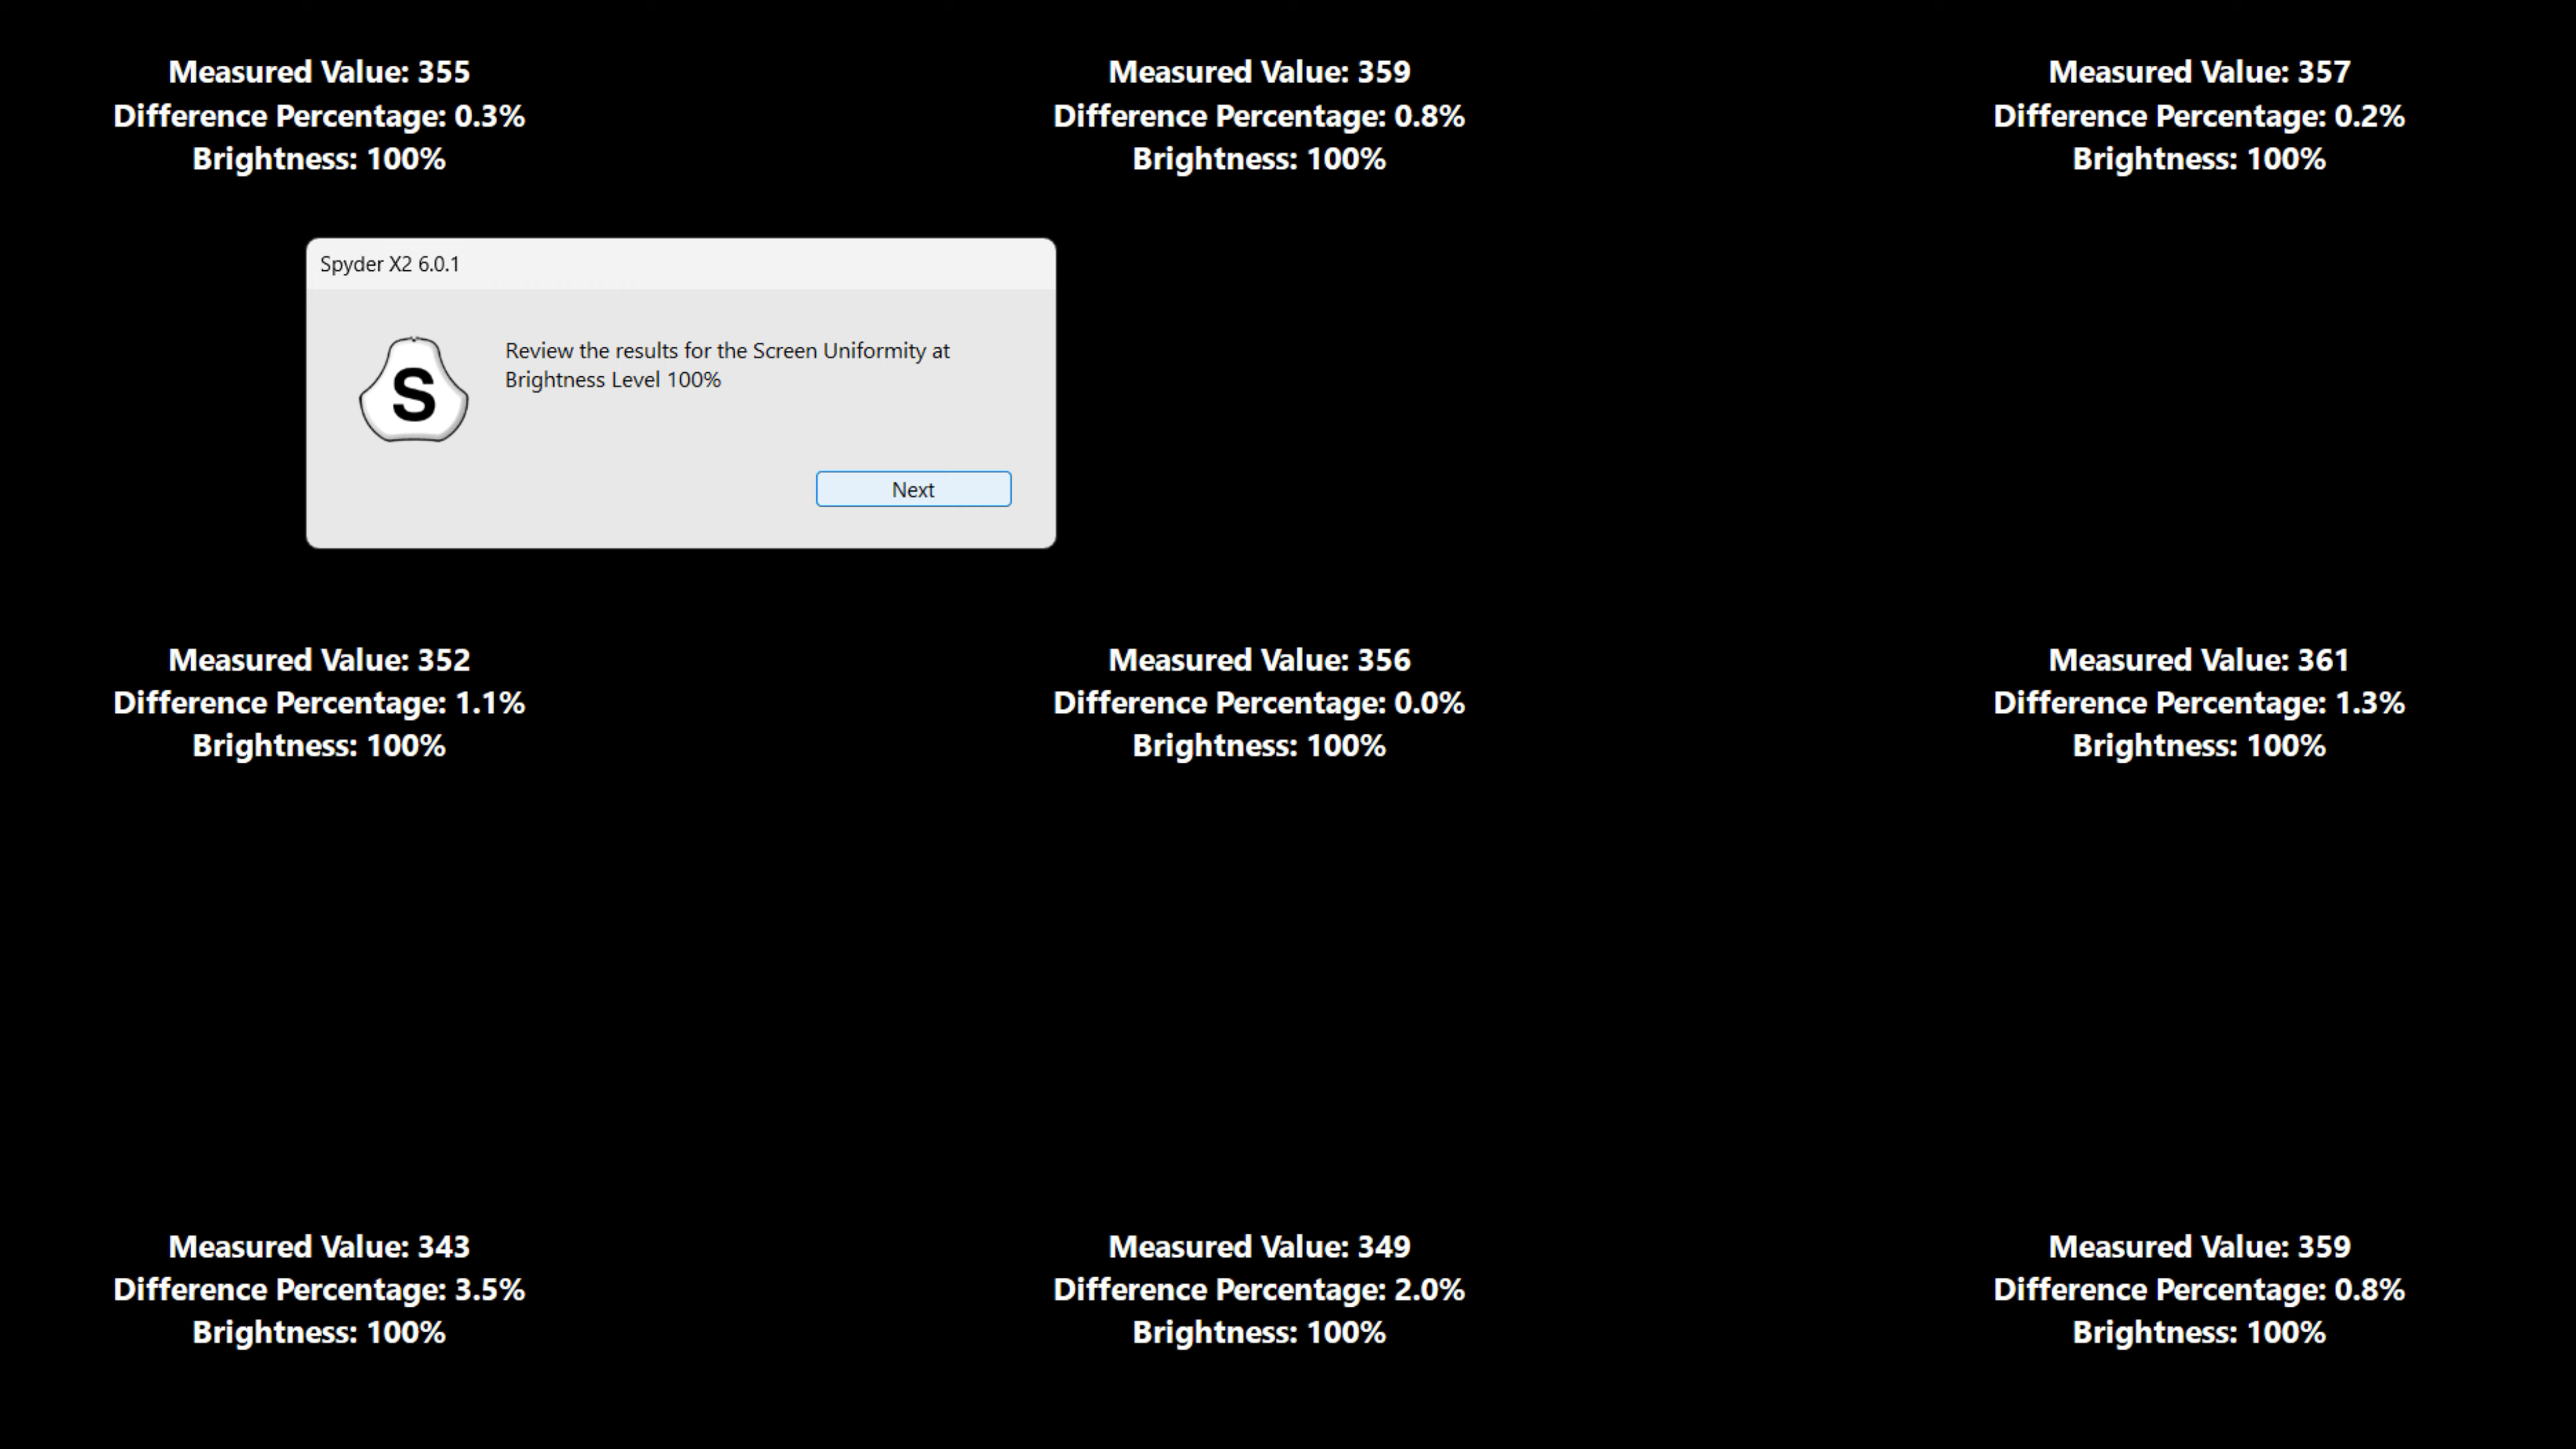 Measured Value: 355
Difference Percentage: 0.3%
Brightness: 100%
Measured Value: 359
Difference Percentage: 0.8%
Brightness: 100%
Measured Value: 357
Difference Percentage: 0.2%
Brightness: 100%
Spyder X2 6.0.1
S
Review the results for the Screen Uniformity at
Brightness Level 100%
Next
Measured Value: 352
Difference Percentage: 1.1%
Brightness: 100%
Measured Value: 356
Difference Percentage: 0.0%
Brightness: 100%
Measured Value: 361
Difference Percentage: 1.3%
Brightness: 100%
Measured Value: 343
Difference Percentage: 3.5%
Brightness: 100%
Measured Value: 349
Difference Percentage: 2.0%
Brightness: 100%
Measured Value: 359
Difference Percentage: 0.8%
Brightness: 100%